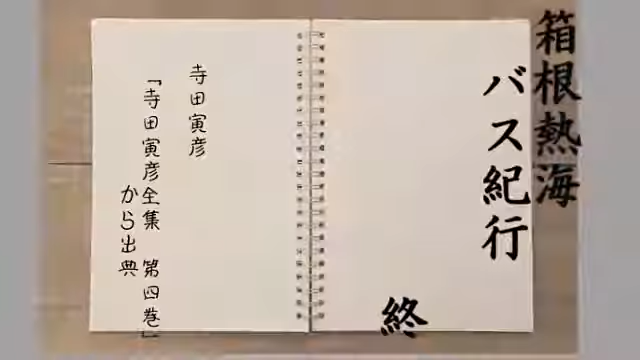 箱根熱海
バス紀行
終
寺田寅彦
「寺田寅彦全集 第四巻」
から出典